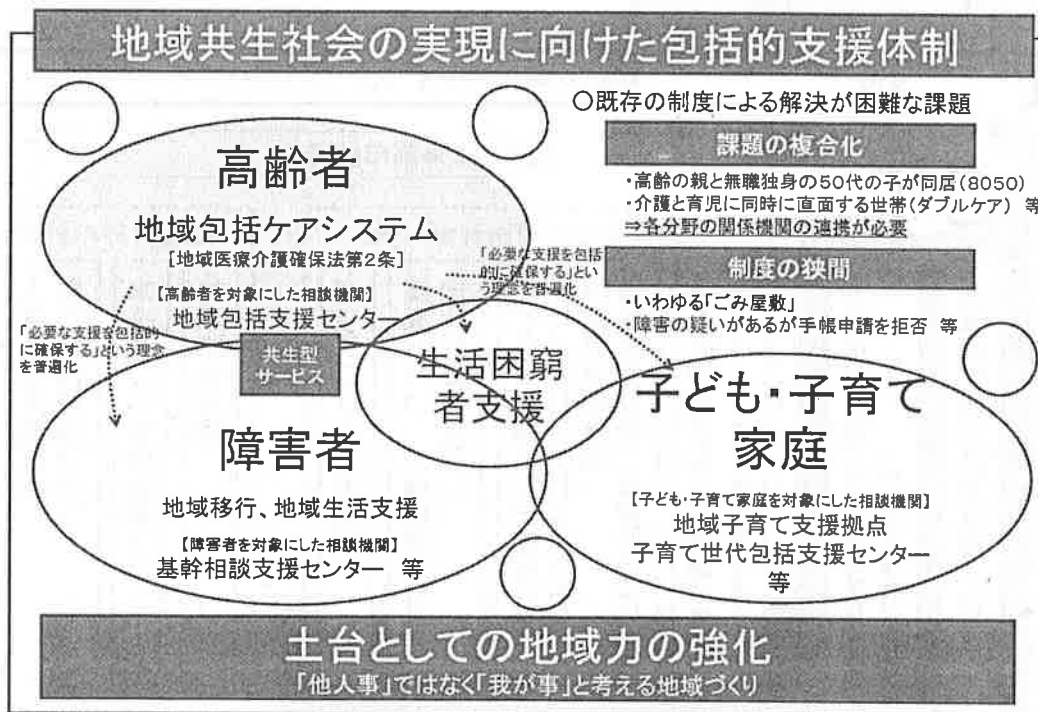 地域共生社会の実現に向けた包括的支援体制
○既存の制度による解決が困難な課題
課題の複合化
・高齢の親と無職独身の50代の子が同居(8050)
・介護と育児に同時に直面する世帯(ダブルケア) 等
⇒各分野の関係機関の連携が必要
制度の狭間
・いわゆる「ごみ屋敷」
・障害の疑いがあるが手帳申請を拒否 等
高齢者
地域包括ケアシステム
[地域医療介護確保法第2条]
【高齢者を対象にした相談機関】
地域包括支援センター
「必要な支援を包括
的に確保する」とい
う理念を普遍化
「必要な支援を包括的
に確保する」という理念
を普遍化
共生型
サービス
生活困窮
者支援
障害者
地域移行、地域生活支援
【障害者を対象にした相談機関】
基幹相談支援センター 等
子ども・子育て
家庭
【子ども・子育て家庭を対象にした相談機関】
地域子育て支援拠点
子育て世代包括支援センター
等
土台としての地域力の強化
「他人事」ではなく「我が事」と考える地域づくり